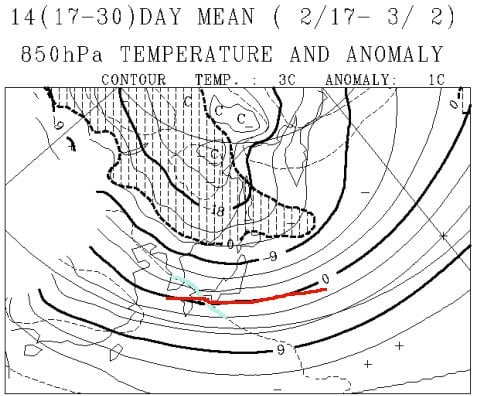 14(17-30)DAY MEAN ( 2/17- 3/ 2)
850hPa TEMPERATURE AND ANOMALY
CONTOUR TEMP. : 3C ANOMALY: 1C
C
C
C
C
0
-9
-18
0
-9
0
9